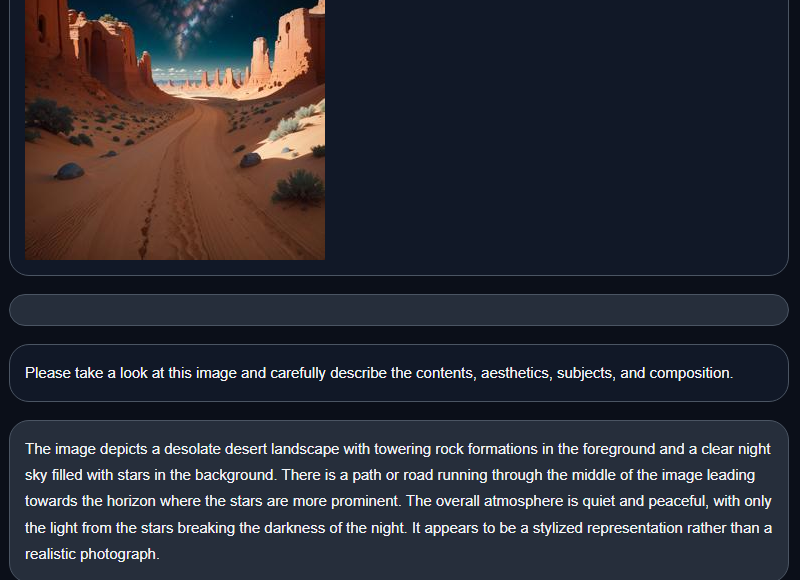 Please take a look at this image and carefully describe the contents, aesthetics, subjects, and composition.
The image depicts a desolate desert landscape with towering rock formations in the foreground and a clear night
sky filled with stars in the background. There is a path or road running through the middle of the image leading
towards the horizon where the stars are more prominent. The overall atmosphere is quiet and peaceful, with only
the light from the stars breaking the darkness of the night. It appears to be a stylized representation rather than a
realistic photograph.